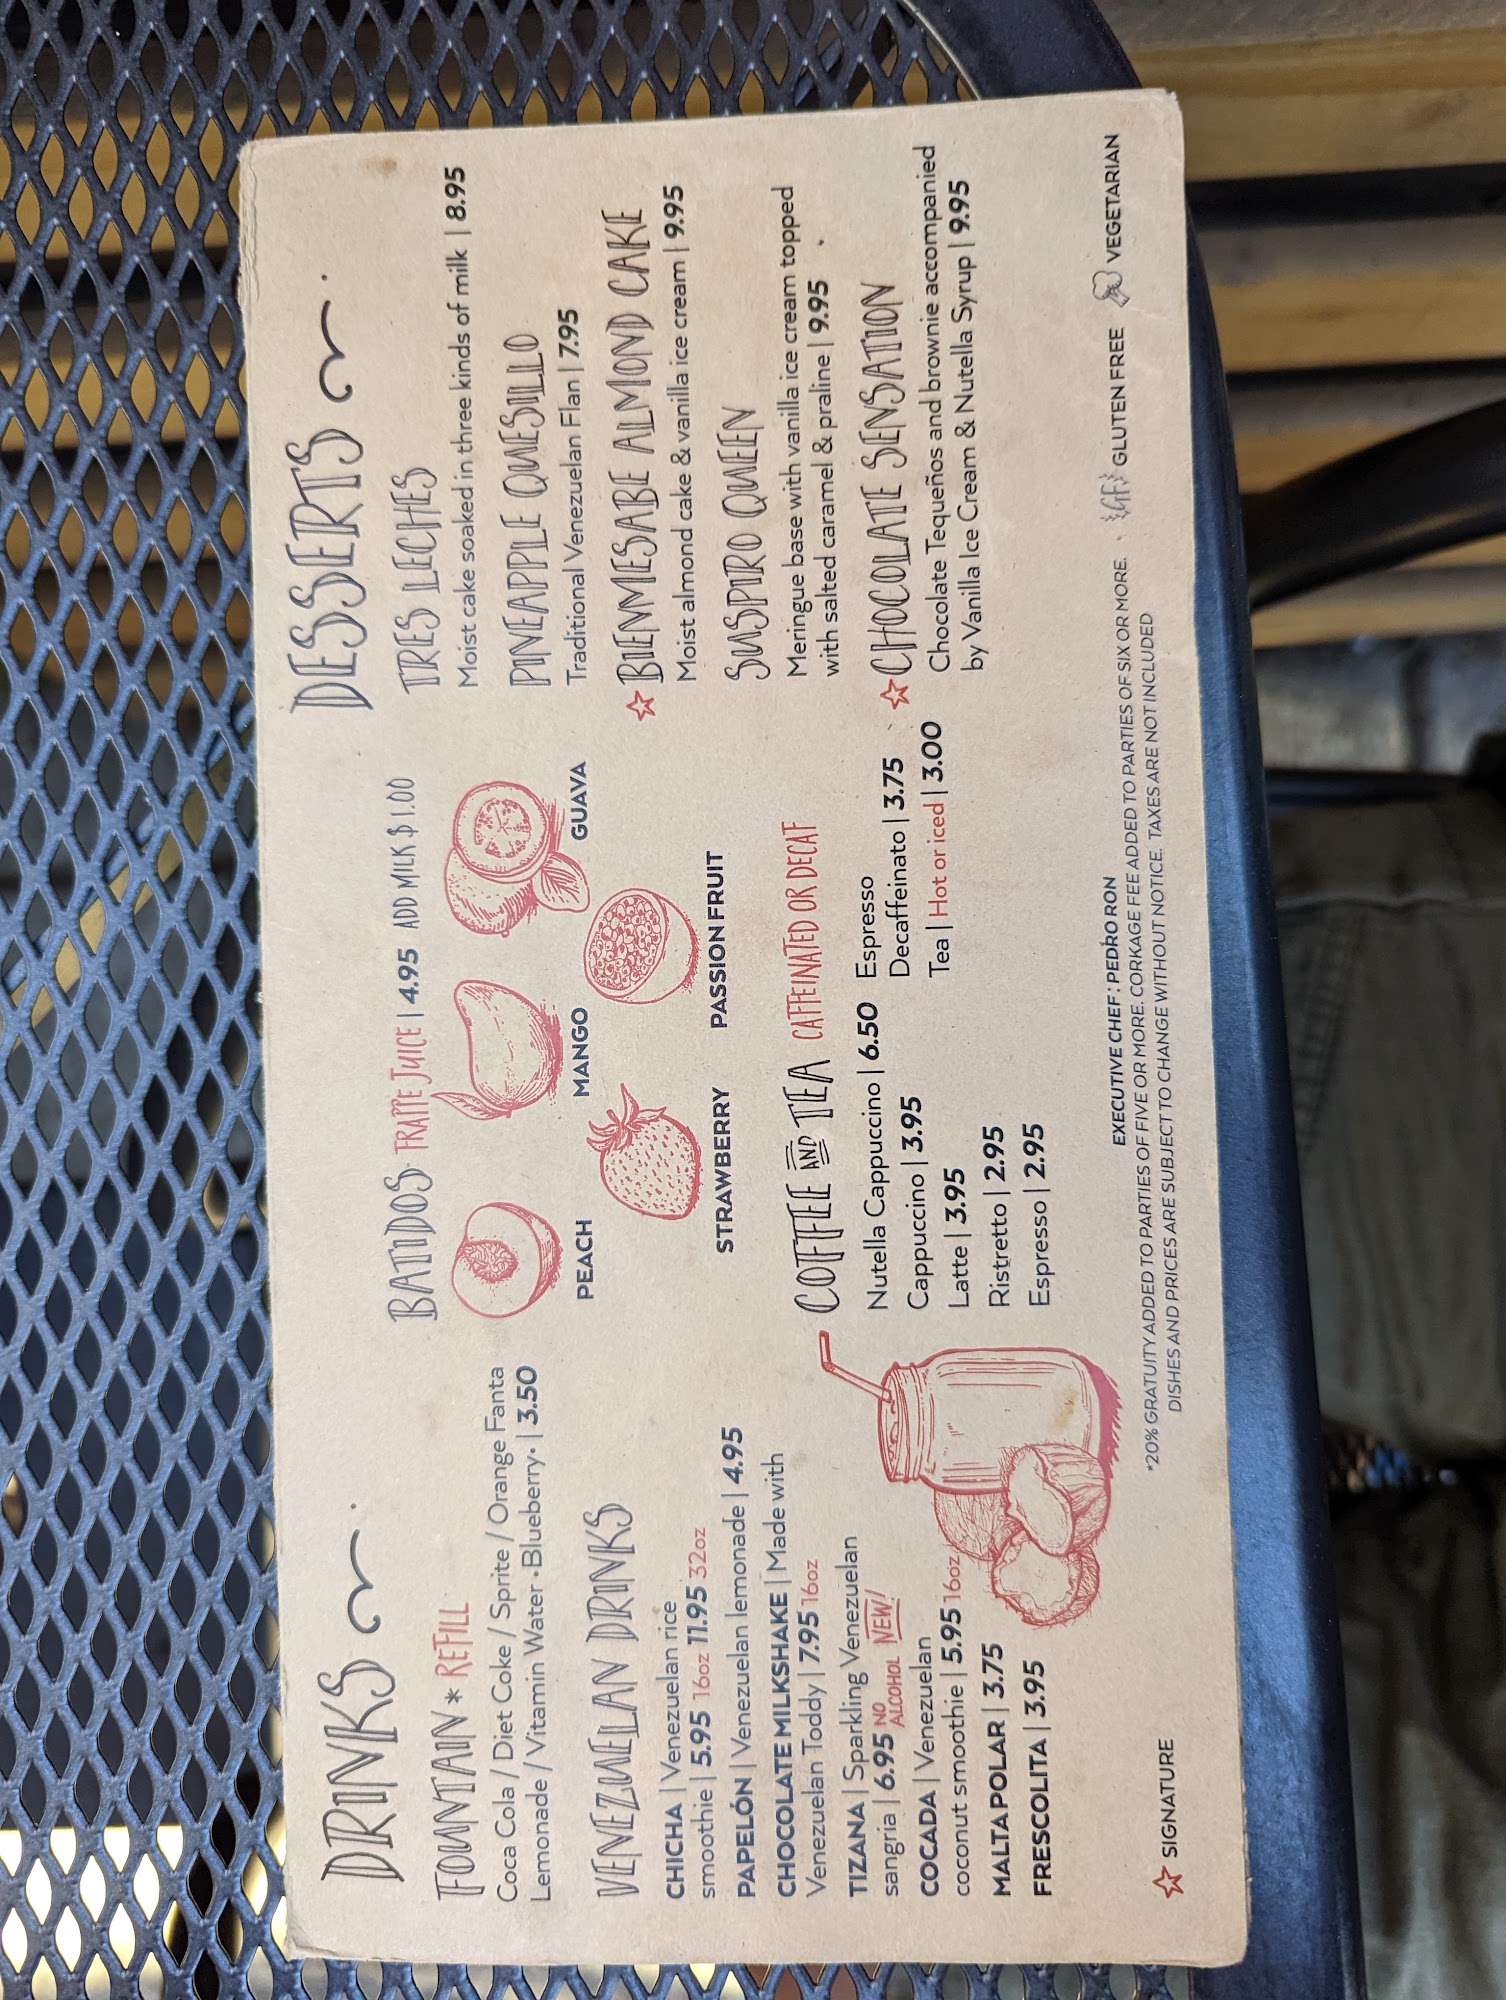 DRINKS
FOUNTAIN* REFILL
Coca Cola / Diet Coke / Sprite / Orange Fanta
Lemonade / Vitamin Water •Blueberry• | 3.50
VENEZUELAN DRINKS
CHICHA | Venezuelan rice
smoothie | 5.95 16oz 11.95 32oz
PAPELÓN | Venezuelan lemonade | 4.95
CHOCOLATE MILKSHAKE | Made with
Venezuelan Toddy | 7.95 16oz
TIZANA | Sparkling Venezuelan
sangria | 6.95 NO ALCOHOL NEW!
COCADA | Venezuelan
coconut smoothie | 5.95 16oz
MALTA POLAR | 3.75
FRESCOLITA | 3.95
BATIDOS FRAPPE JUICE | 4.95 ADD MILK $1.00
PEACH
MANGO
GUAVA
STRAWBERRY
PASSION FRUIT
COFFEE AND TEA CAFFEINATED OR DECAF
Nutella Cappuccino | 6.50
Cappuccino | 3.95
Latte | 3.95
Ristretto | 2.95
Espresso | 2.95
Espresso
Decaffeinato | 3.75
Tea | Hot or iced | 3.00
DESSERTS
TRES LECHES
Moist cake soaked in three kinds of milk | 8.95
PINEAPPLE QUESILLO
Traditional Venezuelan Flan | 7.95
BIENMESABE ALMOND CAKE
Moist almond cake & vanilla ice cream | 9.95
SUSPIRO QUEEN
Meringue base with vanilla ice cream topped
with salted caramel & praline | 9.95
CHOCOLATE SENSATION
Chocolate Tequeños and brownie accompanied
by Vanilla Ice Cream & Nutella Syrup | 9.95
SIGNATURE
EXECUTIVE CHEF: PEDRO RON
*20% GRATUITY ADDED TO PARTIES OF FIVE OR MORE. CORKAGE FEE ADDED TO PARTIES OF SIX OR MORE.
DISHES AND PRICES ARE SUBJECT TO CHANGE WITHOUT NOTICE. TAXES ARE NOT INCLUDED
GF GLUTEN FREE
VEGETARIAN